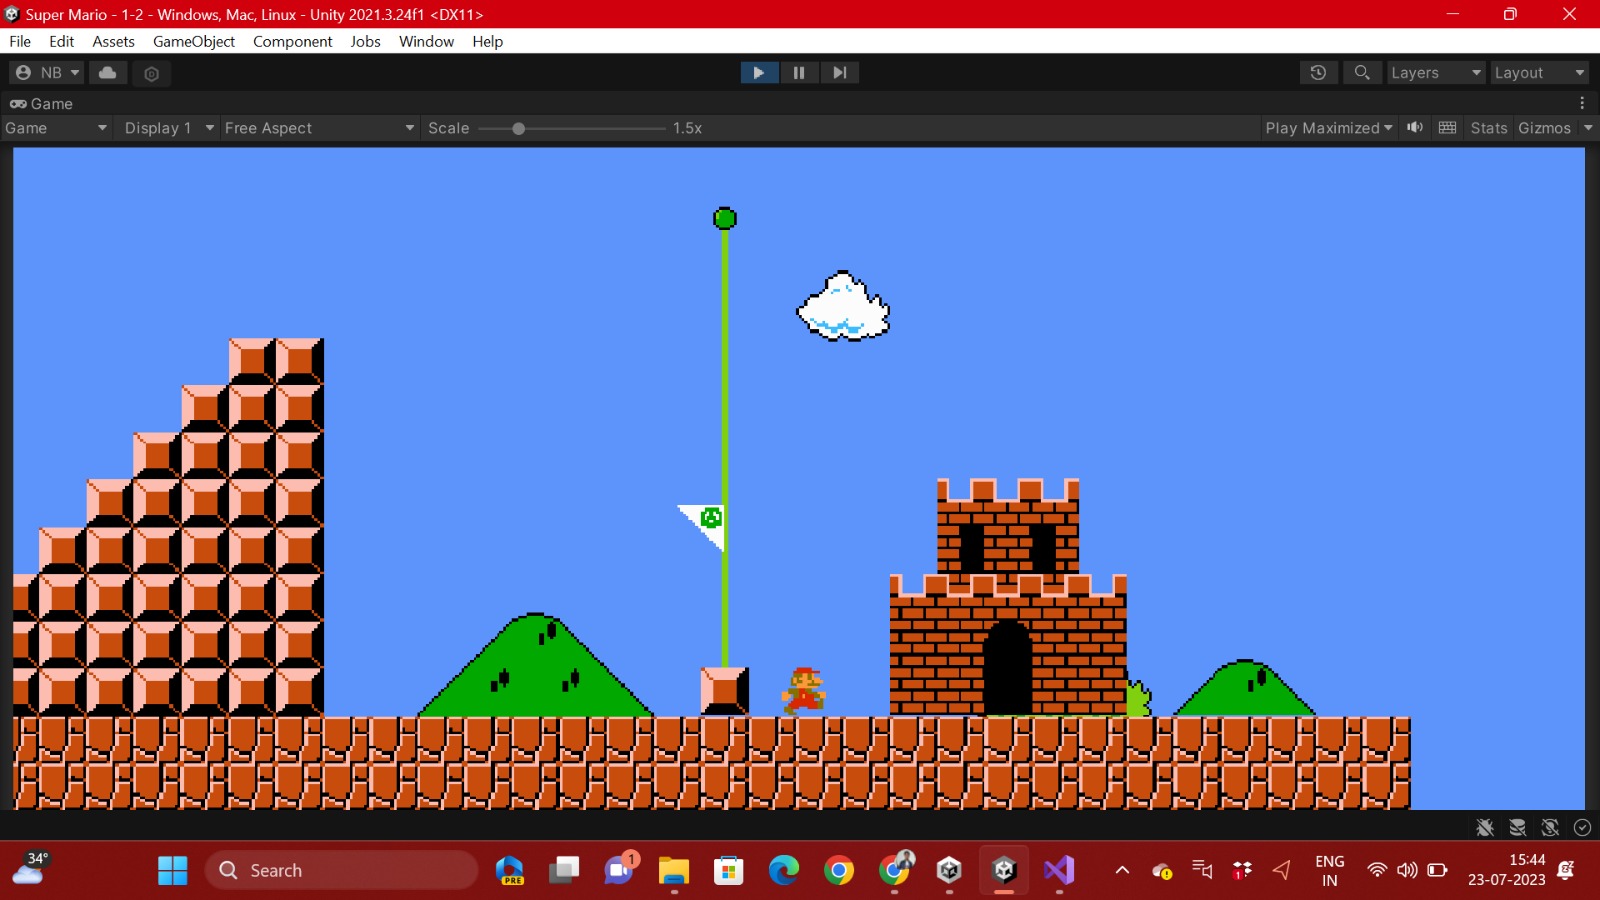 Super Mario - 1-2 - Windows, Mac, Linux - Unity 2021.3.24f1 <DX11>
File Edit Assets GameObject Component Jobs Window Help
NB Layers Layout
Game
Game Display 1 Free Aspect Scale 1.5x Play Maximized Stats Gizmos
34° Search PRE 1 1 ENG 15:44
IN 23-07-2023